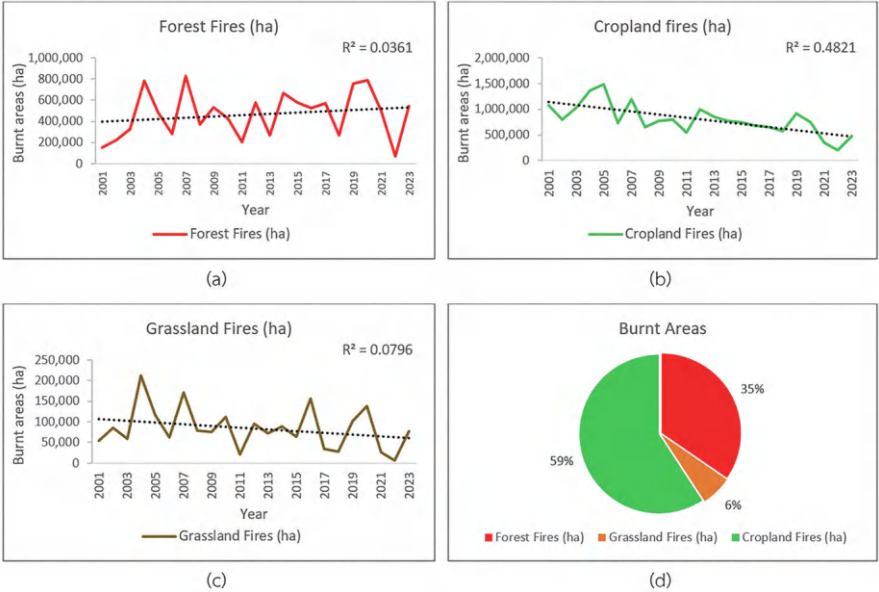 Forest Fires (ha)
R² = 0.0361
Burnt areas (ha)
1,000,000
800,000
600,000
400,000
200,000
0
2001
2003
2005
2007
2009
2011
2013
2015
2017
2019
2021
2023
Year
Forest Fires (ha)
(a)
Cropland fires (ha)
R² = 0.4821
Burnt areas (ha)
2,000,000
1,500,000
1,000,000
500,000
0
2001
2003
2005
2007
2009
2011
2013
2015
2017
2019
2021
2023
Year
Cropland Fires (ha)
(b)
Grassland Fires (ha)
R² = 0.0796
Burnt areas (ha)
250,000
200,000
150,000
100,000
50,000
0
2001
2003
2005
2007
2009
2011
2013
2015
2017
2019
2021
2023
Year
Grassland Fires (ha)
(c)
Burnt Areas
35%
59%
6%
Forest Fires (ha) Grassland Fires (ha) Cropland Fires (ha)
(d)